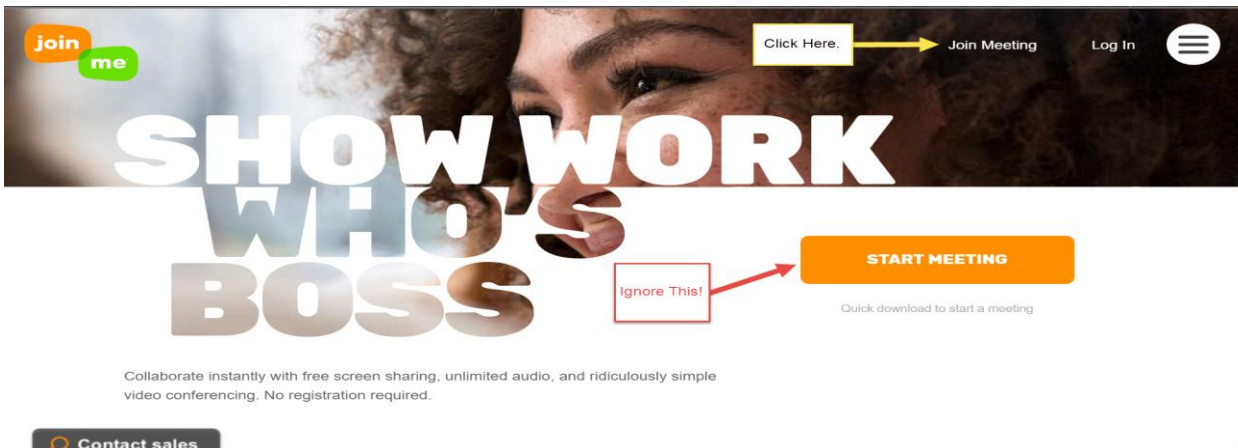 join
me
Click Here.
Join Meeting
Log In
SHOW WORK
WHO'S
BOSS
START MEETING
Ignore This!
Quick download to start a meeting
Collaborate instantly with free screen sharing, unlimited audio, and ridiculously simple
video conferencing. No registration required.
Contact sales